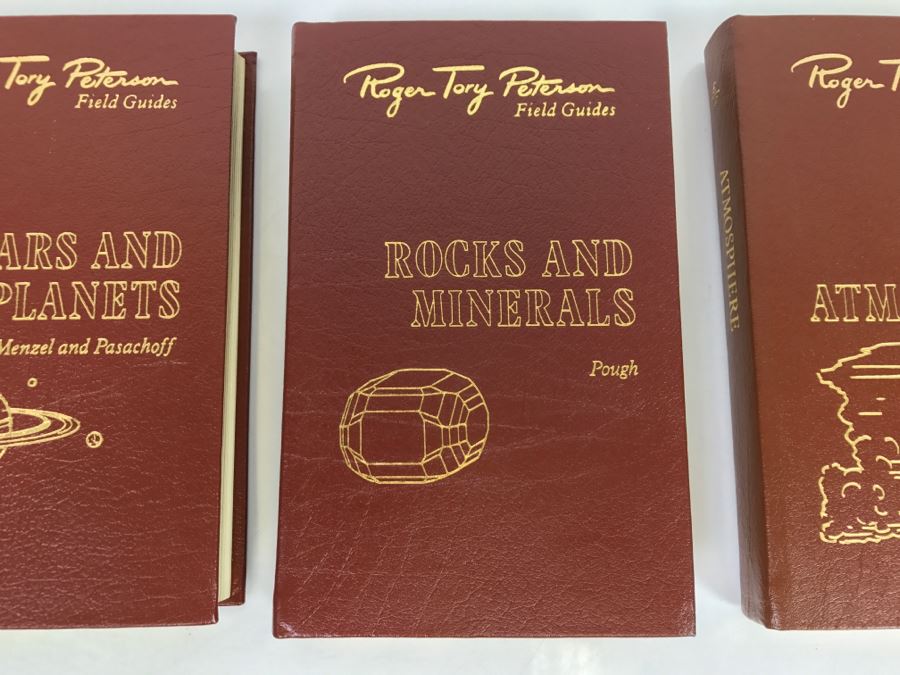 Tory Peterson
Field Guides
ARS AND
PLANETS
Menzel and Pasachoff
Roger Tory Peterson
Field Guides
ROCKS AND
MINERALS
Pough
ATMOSPHERE
Roger T
ATM